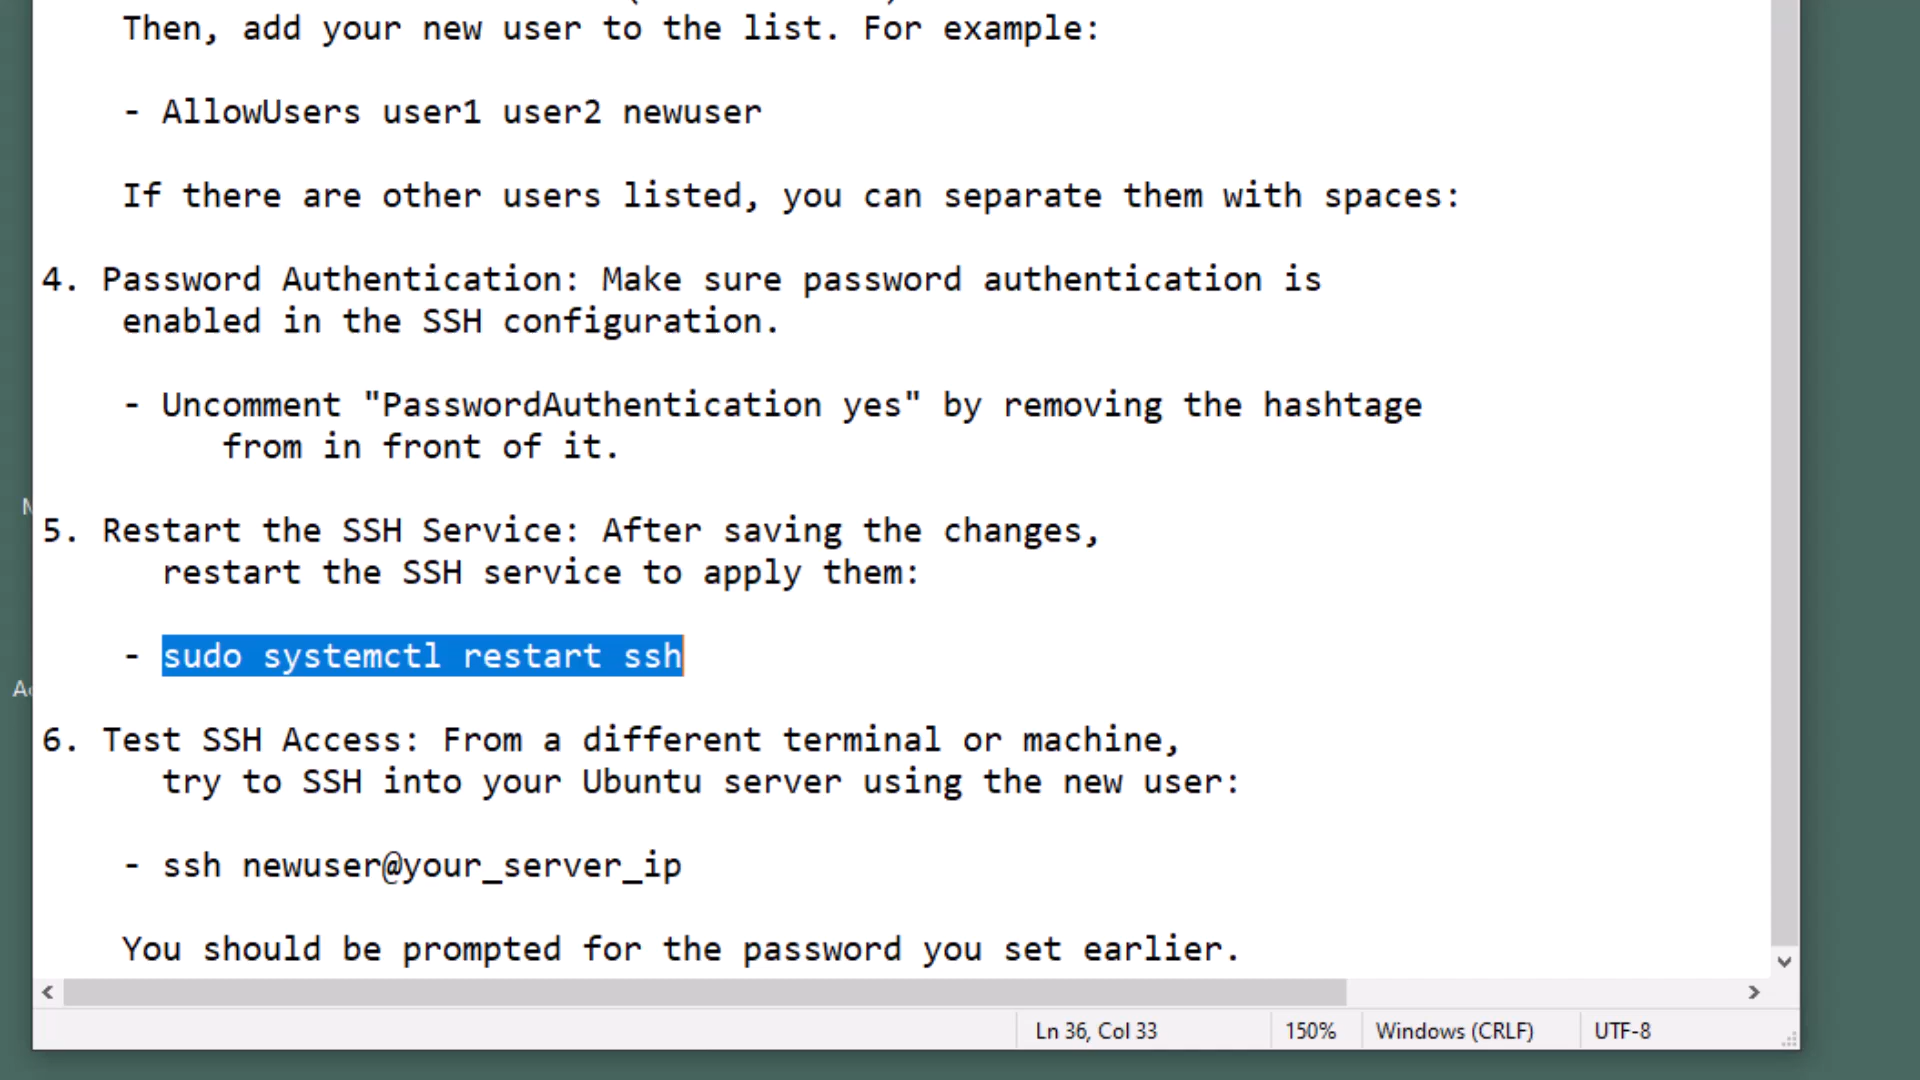 Then, add your new user to the list. For example:
- AllowUsers user1 user2 newuser
If there are other users listed, you can separate them with spaces:
4. Password Authentication: Make sure password authentication is
enabled in the SSH configuration.
- Uncomment "PasswordAuthentication yes" by removing the hashtage
from in front of it.
5. Restart the SSH Service: After saving the changes,
restart the SSH service to apply them:
- sudo systemctl restart ssh
6. Test SSH Access: From a different terminal or machine,
try to SSH into your Ubuntu server using the new user:
- ssh newuser@your_server_ip
You should be prompted for the password you set earlier.
Ln 36, Col 33 150% Windows (CRLF) UTF-8